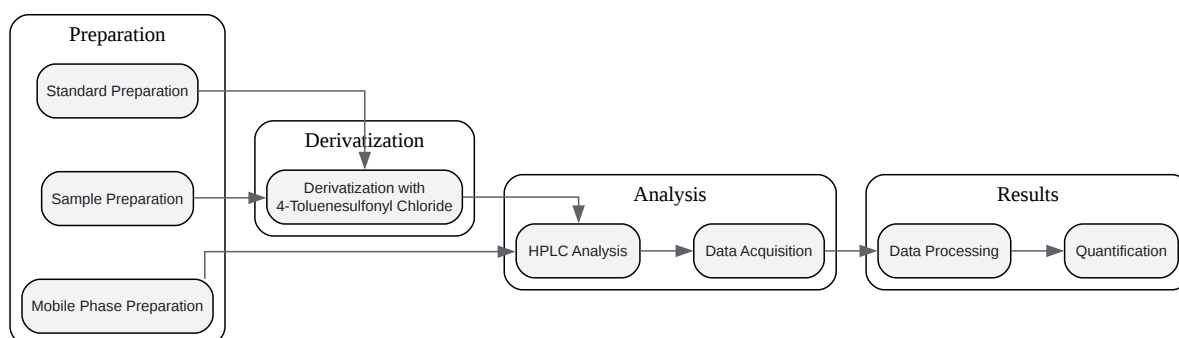 Preparation
Standard Preparation
Sample Preparation
Mobile Phase Preparation
Derivatization
Derivatization with
4-Toluenesulfonyl Chloride
Analysis
HPLC Analysis
Data Acquisition
Results
Data Processing
Quantification